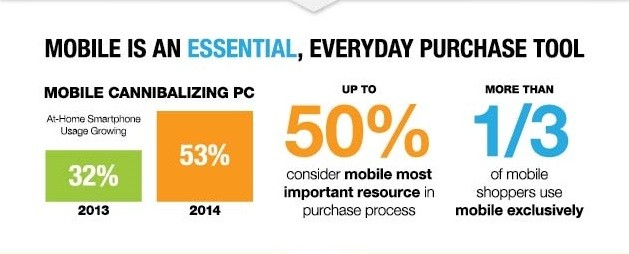 MOBILE IS AN ESSENTIAL, EVERYDAY PURCHASE TOOL
MOBILE CANNIBALIZING PC
At-Home Smartphone
Usage Growing
32%
53%
2013
2014
UP TO
50%
consider mobile most
important resource in
purchase process
MORE THAN
1/3
of mobile
shoppers use
mobile exclusively